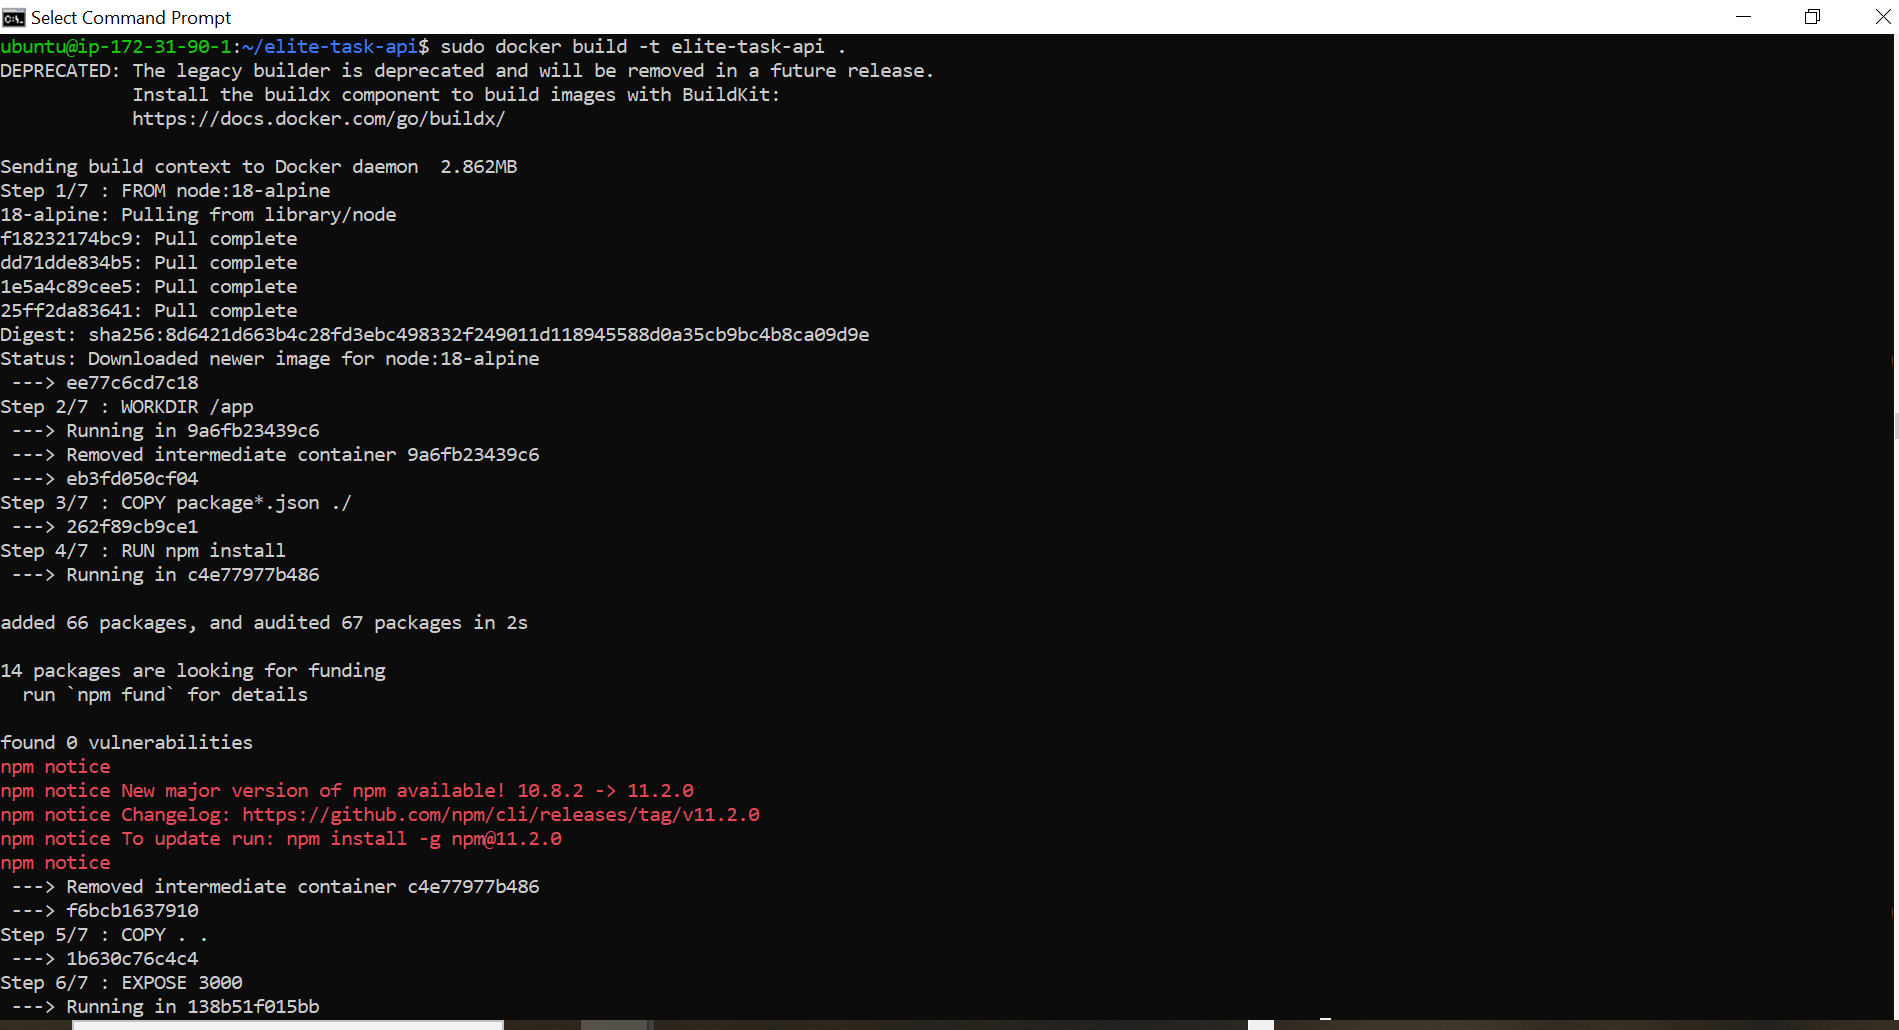 Select Command Prompt
ubuntu@ip-172-31-90-1:~/elite-task-api$ sudo docker build -t elite-task-api .
DEPRECATED: The legacy builder is deprecated and will be removed in a future release.
            Install the buildx component to build images with BuildKit:
            https://docs.docker.com/go/buildx/

Sending build context to Docker daemon  2.862MB
Step 1/7 : FROM node:18-alpine
18-alpine: Pulling from library/node
f18232174bc9: Pull complete
dd71dde834b5: Pull complete
1e5a4c89cee5: Pull complete
25ff2da83641: Pull complete
Digest: sha256:8d6421d663b4c28fd3ebc498332f249011d118945588d0a35cb9bc4b8ca09d9e
Status: Downloaded newer image for node:18-alpine
 ---> ee77c6cd7c18
Step 2/7 : WORKDIR /app
 ---> Running in 9a6fb23439c6
 ---> Removed intermediate container 9a6fb23439c6
 ---> eb3fd050cf04
Step 3/7 : COPY package*.json ./
 ---> 262f89cb9ce1
Step 4/7 : RUN npm install
 ---> Running in c4e77977b486

added 66 packages, and audited 67 packages in 2s

14 packages are looking for funding
  run `npm fund` for details

found 0 vulnerabilities
npm notice
npm notice New major version of npm available! 10.8.2 -> 11.2.0
npm notice Changelog: https://github.com/npm/cli/releases/tag/v11.2.0
npm notice To update run: npm install -g npm@11.2.0
npm notice
 ---> Removed intermediate container c4e77977b486
 ---> f6bcb1637910
Step 5/7 : COPY . .
 ---> 1b630c76c4c4
Step 6/7 : EXPOSE 3000
 ---> Running in 138b51f015bb